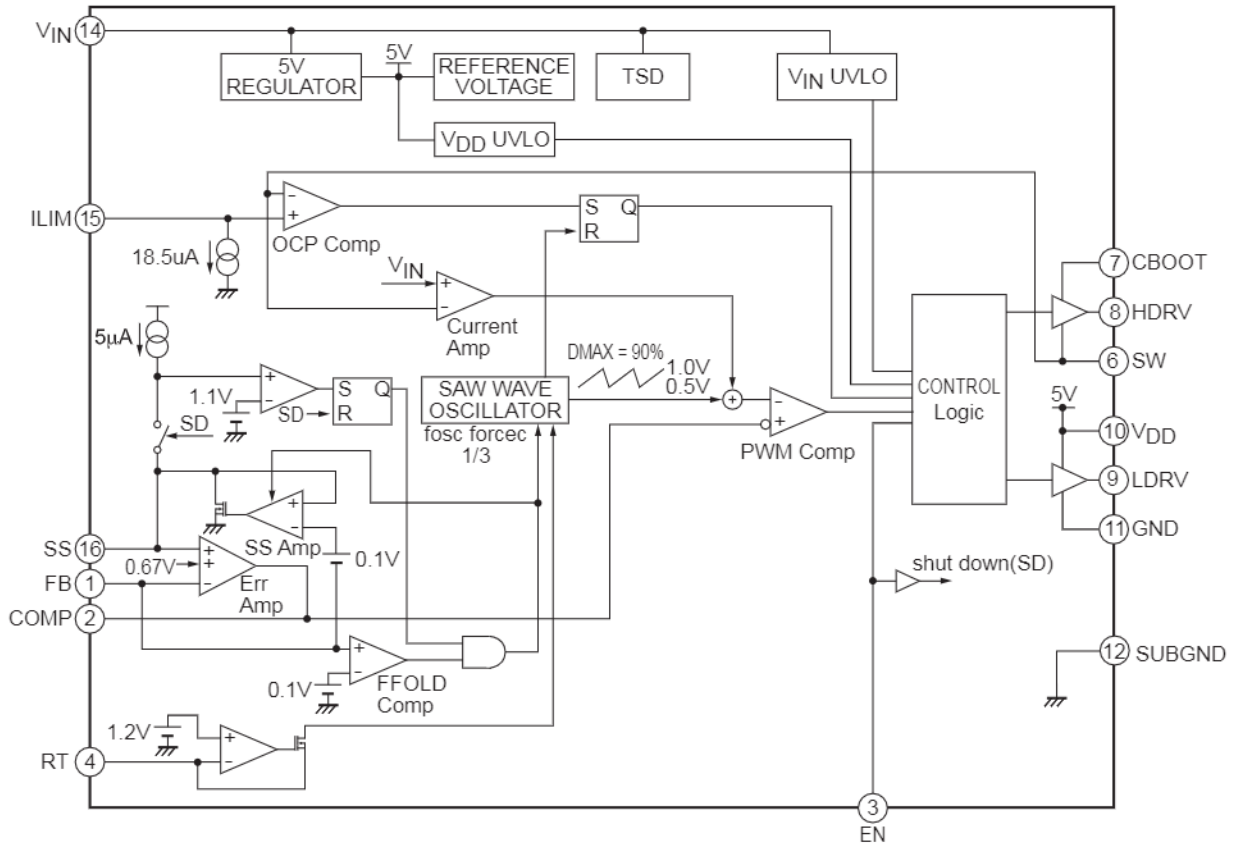 VIN 14
5V
REGULATOR
5V
REFERENCE
VOLTAGE
TSD
VIN UVLO
VDD UVLO
ILIM 15
18.5uA
-
+
OCP Comp
S Q
R
VIN
+
-
Current
Amp
7 CBOOT
8 HDRV
6 SW
5V
10 VDD
9 LDRV
11 GND
CONTROL
Logic
5μA
1.1V
+
-
S Q
SD R
SD
SAW WAVE
OSCILLATOR
fosc forcec
1/3
DMAX = 90%
1.0V
0.5V
+
-
+
PWM Comp
+
-
SS Amp
0.1V
SS 16
0.67V
FB 1
COMP 2
+
+
-
Err
Amp
0.1V
+
-
FFOLD
Comp
shut down(SD)
12 SUBGND
1.2V
RT 4
+
-
3
EN